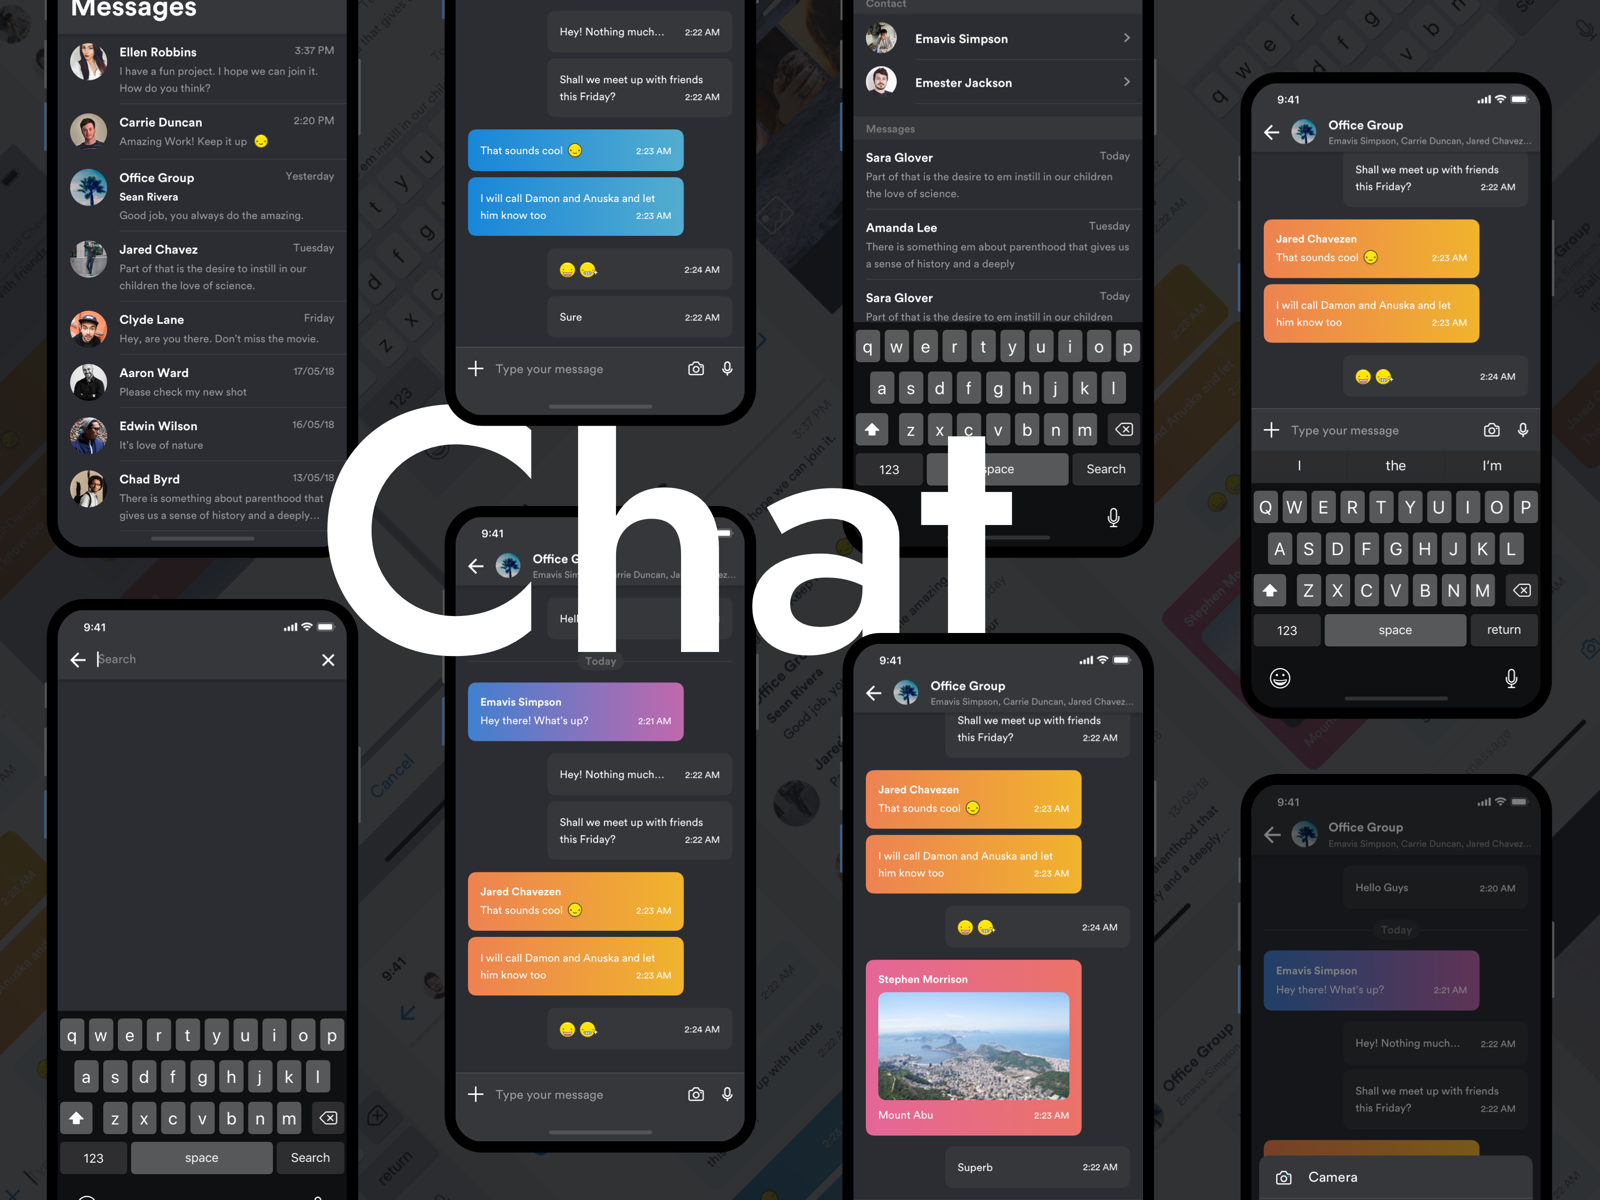 Messages
Ellen Robbins 3:37 PM
I have a fun project. I hope we can join it.
How do you think?
Carrie Duncan 2:20 PM
Amazing Work! Keep it up
Office Group Yesterday
Sean Rivera
Good job, you always do the amazing.
Jared Chavez Tuesday
Part of that is the desire to instill in our
children the love of science.
Clyde Lane Friday
Hey, are you there. Don't miss the movie.
Aaron Ward 17/05/18
Please check my new shot
Edwin Wilson 16/05/18
It's love of nature
Chad Byrd 13/05/18
There is something about parenthood that
gives us a sense of history and a deeply...
Hey! Nothing much... 2:22 AM
Shall we meet up with friends
this Friday? 2:22 AM
That sounds cool 2:23 AM
I will call Damon and Anuska and let
him know too 2:23 AM
2:24 AM
Sure 2:22 AM
Type your message
Contact
Emavis Simpson
Emester Jackson
Messages
Sara Glover Today
Part of that is the desire to em instill in our children
the love of science.
Amanda Lee Tuesday
There is something em about parenthood that gives us
a sense of history and a deeply
Sara Glover Today
Part of that is the desire to em instill in our children
q w e r t y u i o p
a s d f g h j k l
z x c v b n m
123 space Search
9:41
Office Group
Emavis Simpson, Carrie Duncan, Jared Chavez...
Shall we meet up with friends
this Friday? 2:22 AM
Jared Chavezen
That sounds cool 2:23 AM
I will call Damon and Anuska and let
him know too 2:23 AM
2:24 AM
Type your message
I the I'm
Q W E R T Y U I O P
A S D F G H J K L
Z X C V B N M
123 space return
Chat
9:41
Search
q w e r t y u i o p
a s d f g h j k l
z x c v b n m
123 space Search
9:41
Office G
Today
Emavis Simpson
Hey there! What's up? 2:21 AM
Hey! Nothing much... 2:22 AM
Shall we meet up with friends
this Friday? 2:22 AM
Jared Chavezen
That sounds cool 2:23 AM
I will call Damon and Anuska and let
him know too 2:23 AM
2:24 AM
Type your message
9:41
Office Group
Emavis Simpson, Carrie Duncan, Jared Chavez...
Shall we meet up with friends
this Friday? 2:22 AM
Jared Chavezen
That sounds cool 2:23 AM
I will call Damon and Anuska and let
him know too 2:23 AM
2:24 AM
Stephen Morrison
Mount Abu 2:23 AM
Superb 2:22 AM
9:41
Office Group
Emavis Simpson, Carrie Duncan, Jared Chavez...
Hello Guys 2:20 AM
Today
Emavis Simpson
Hey there! What's up? 2:21 AM
Hey! Nothing much... 2:22 AM
Shall we meet up with friends
this Friday? 2:22 AM
Camera
Cancel